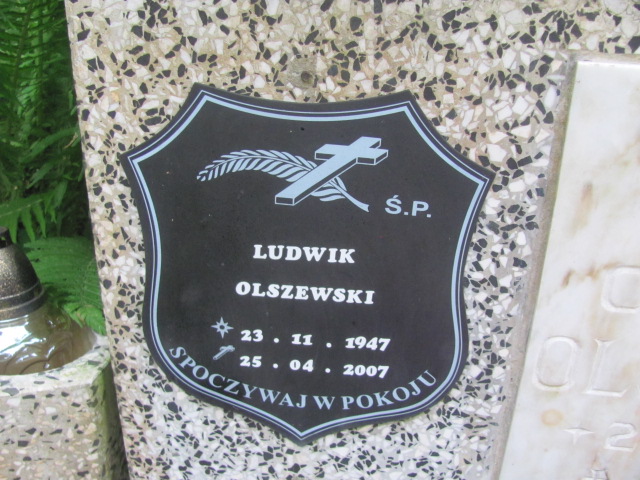 Ś.P.
LUDWIK
OLSZEWSKI
23 . 11 . 1947
25 . 04 . 2007
SPOCZYWAJ W POKOJU